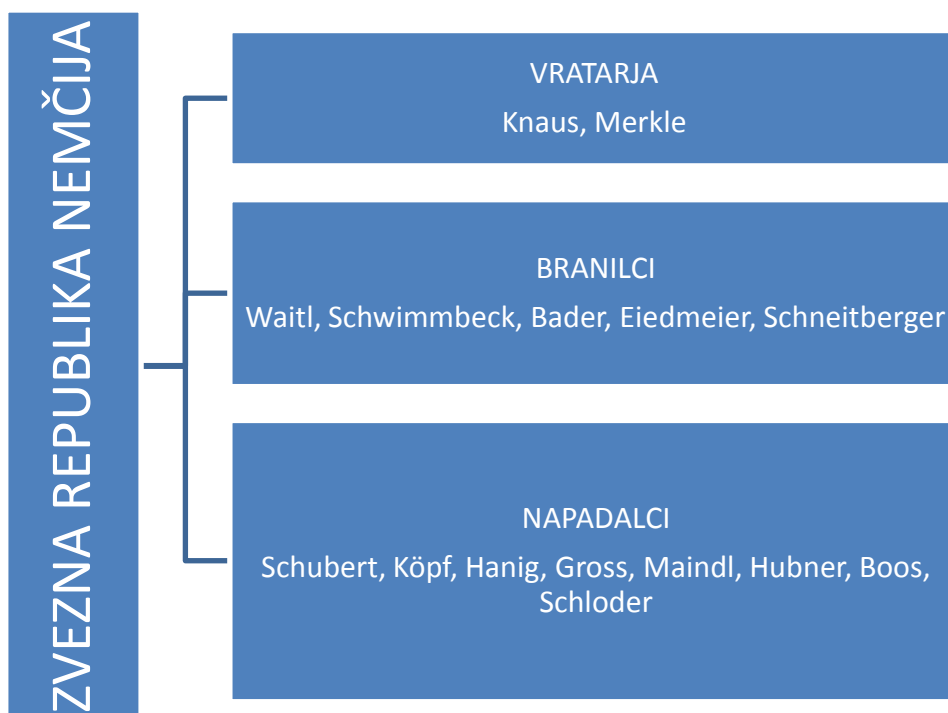 ZVEZNA REPUBLIKA NEMČIJA
VRATARJA
Knaus, Merkle
BRANILCI
Waitl, Schwimmbeck, Bader, Eiedmeier, Schneitberger
NAPADALCI
Schubert, Köpf, Hanig, Gross, Maindl, Hubner, Boos,
Schloder